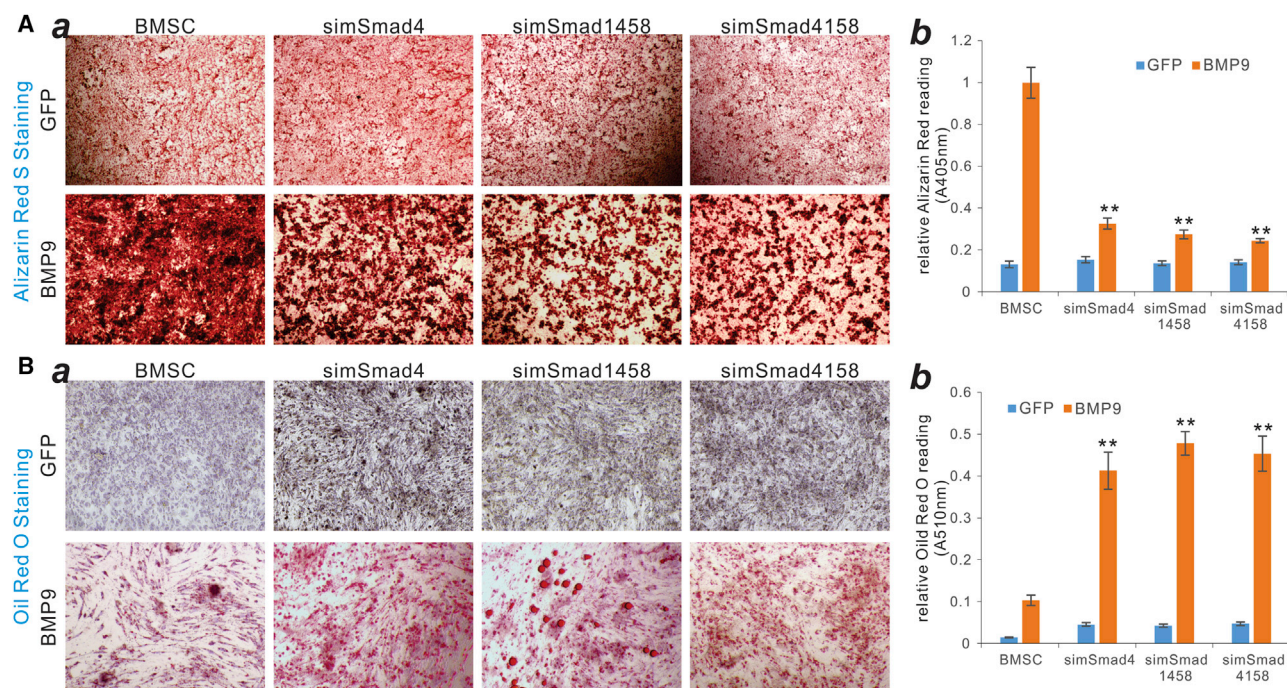 A
a
BMSC
simSmad4
simSmad1458
simSmad4158
Alizarin Red S Staining
GFP
BMP9
b
GFP
BMP9
relative Alizarin Red reading
(A405nm)
1.2
1
0.8
0.6
0.4
0.2
0
**
**
**
BMSC
simSmad4
simSmad
1458
simSmad
4158
B
a
BMSC
simSmad4
simSmad1458
simSmad4158
Oil Red O Staining
GFP
BMP9
b
GFP
BMP9
relative Oild Red O reading
(A510nm)
0.6
0.5
0.4
0.3
0.2
0.1
0
**
**
**
BMSC
simSmad4
simSmad
1458
simSmad
4158